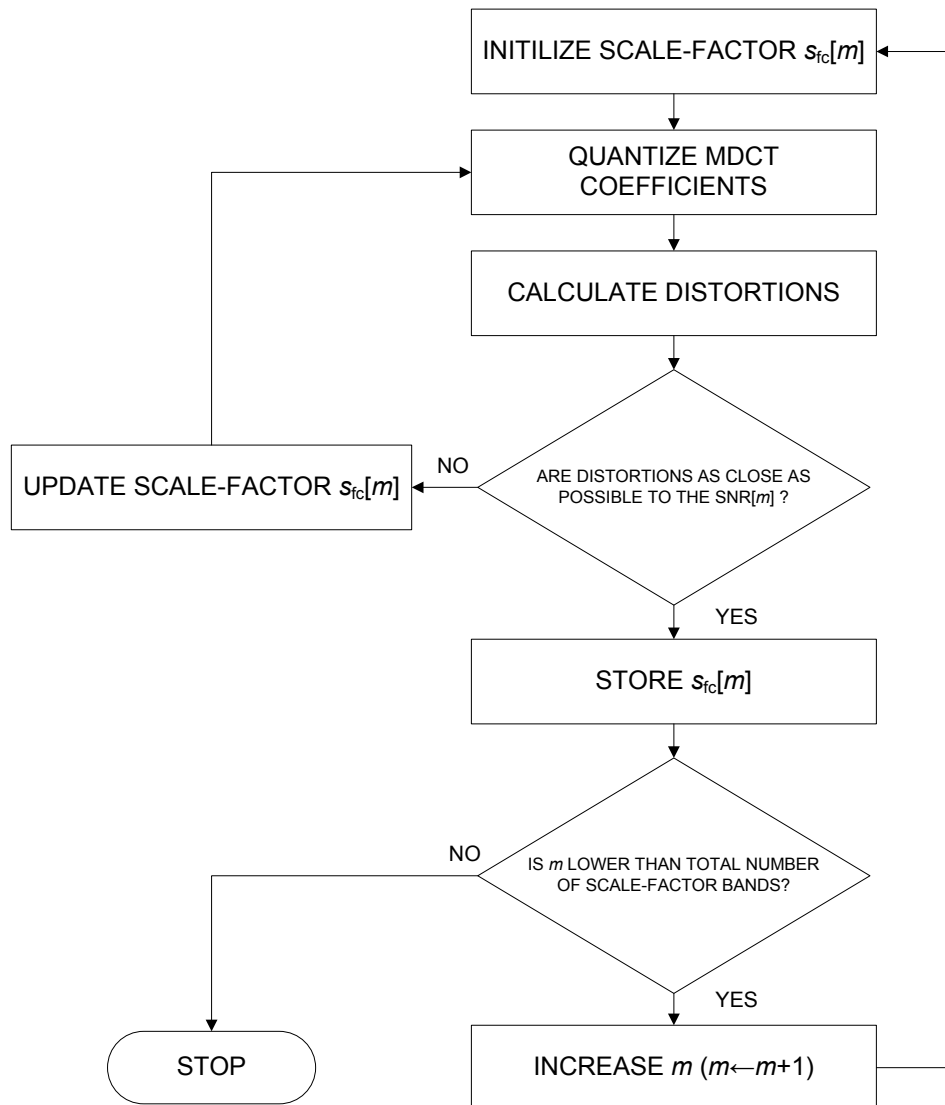 INITILIZE SCALE-FACTOR sfc[m]
QUANTIZE MDCT
COEFFICIENTS
CALCULATE DISTORTIONS
ARE DISTORTIONS AS CLOSE AS
POSSIBLE TO THE SNR[m] ?
NO
UPDATE SCALE-FACTOR sfc[m]
YES
STORE sfc[m]
IS m LOWER THAN TOTAL NUMBER
OF SCALE-FACTOR BANDS?
NO
YES
STOP
INCREASE m (m←m+1)